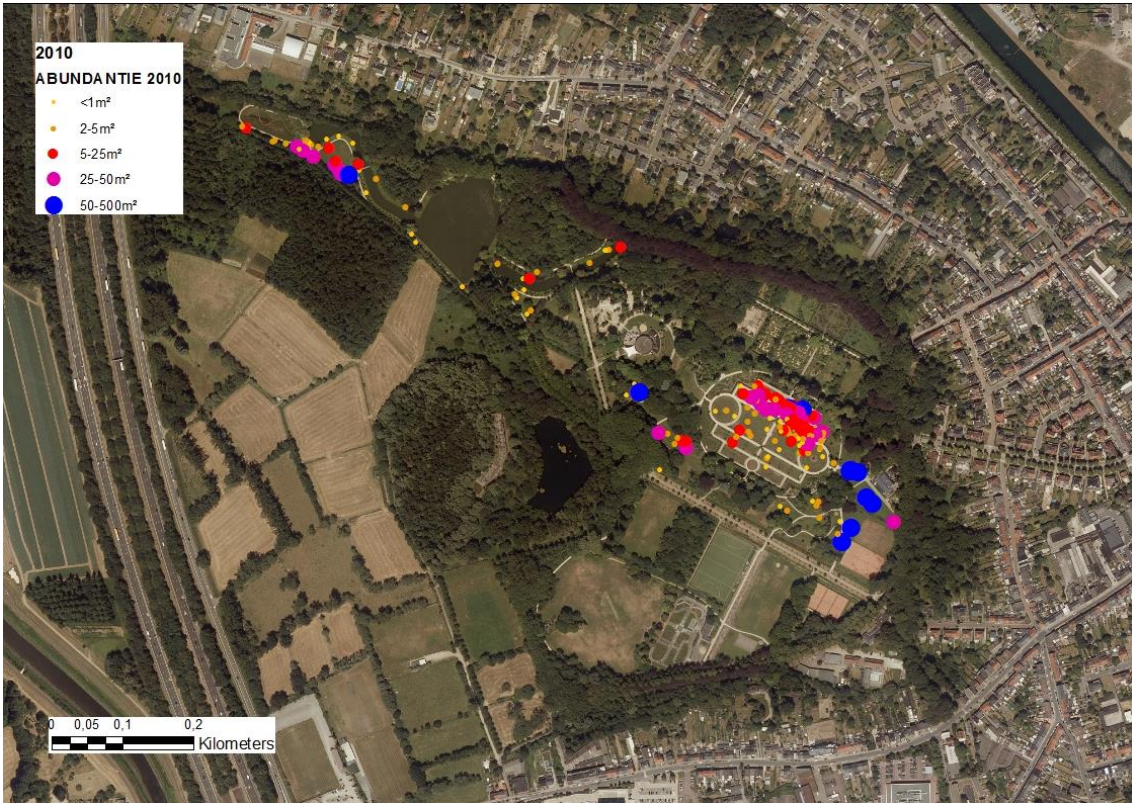 2010
ABUNDANTIE 2010
<1m²
2-5m²
5-25m²
25-50m²
50-500m²
0 0,05 0,1 0,2
Kilometers